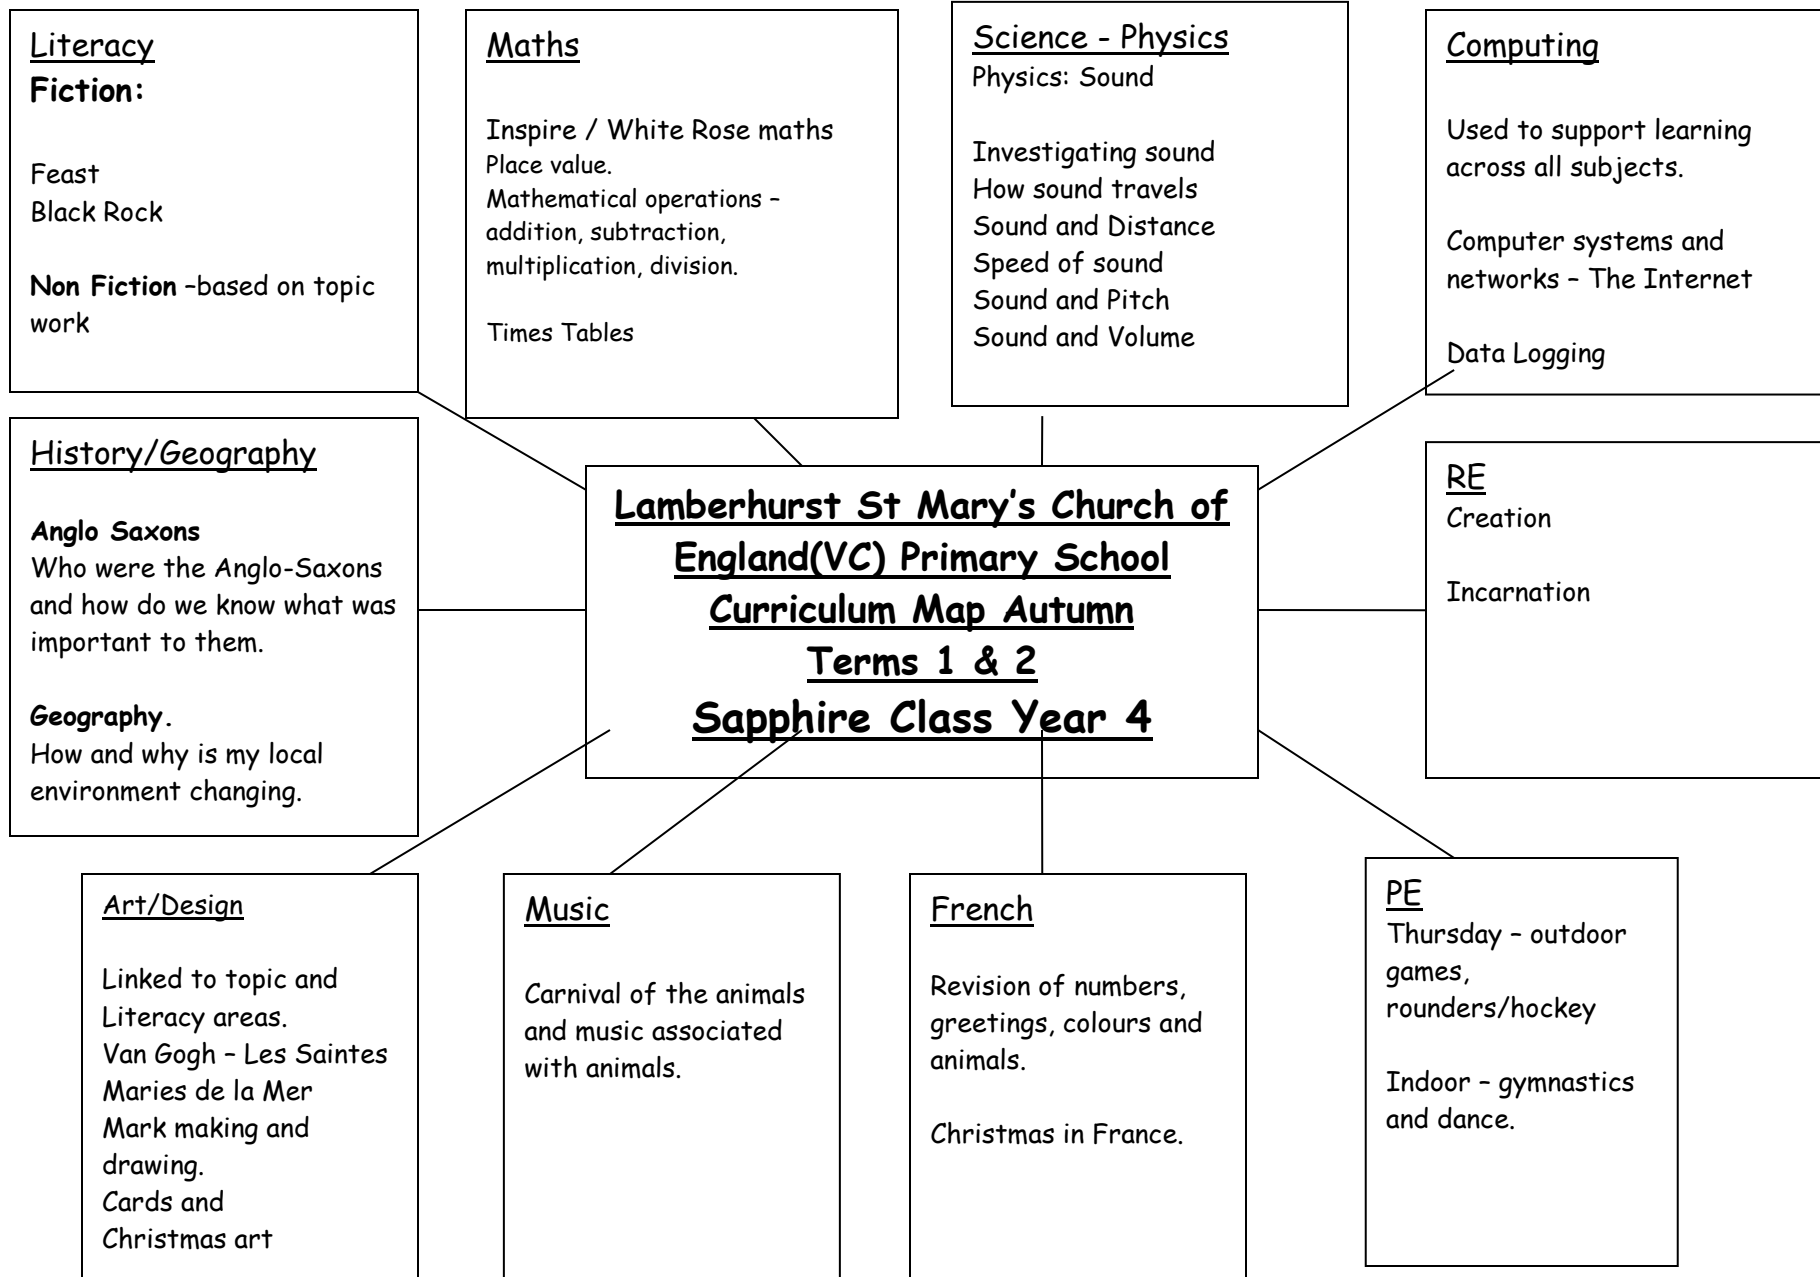 Literacy
Fiction:
Feast
Black Rock
Non Fiction –based on topic
work
Maths
Inspire / White Rose maths
Place value.
Mathematical operations –
addition, subtraction,
multiplication, division.
Times Tables
Science - Physics
Physics: Sound
Investigating sound
How sound travels
Sound and Distance
Speed of sound
Sound and Pitch
Sound and Volume
Computing
Used to support learning
across all subjects.
Computer systems and
networks – The Internet
Data Logging
History/Geography
Anglo Saxons
Who were the Anglo-Saxons
and how do we know what was
important to them.
Geography.
How and why is my local
environment changing.
Lamberhurst St Mary’s Church of
England(VC) Primary School
Curriculum Map Autumn
Terms 1 & 2
Sapphire Class Year 4
RE
Creation
Incarnation
Art/Design
Linked to topic and
Literacy areas.
Van Gogh – Les Saintes
Maries de la Mer
Mark making and
drawing.
Cards and
Christmas art
Music
Carnival of the animals
and music associated
with animals.
French
Revision of numbers,
greetings, colours and
animals.
Christmas in France.
PE
Thursday – outdoor
games,
rounders/hockey
Indoor – gymnastics
and dance.